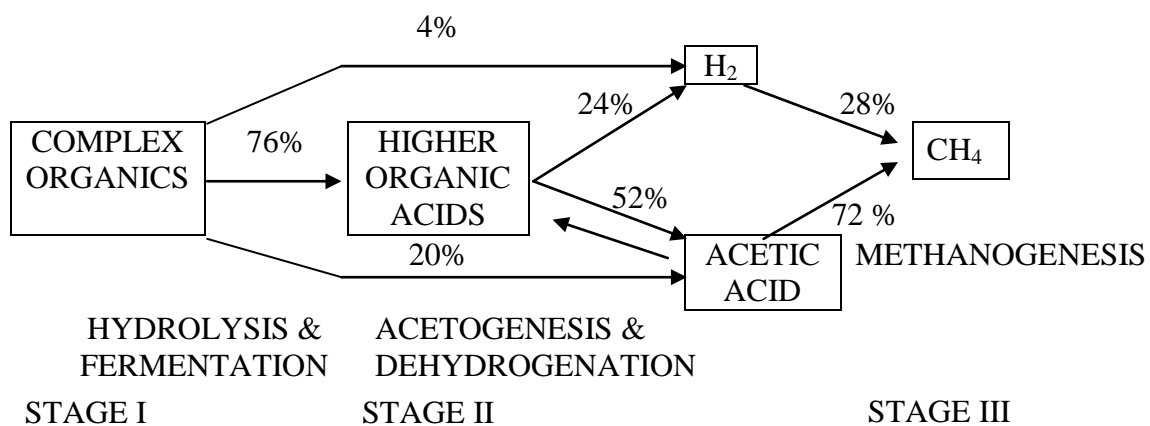 4%
H₂
24%
28%
COMPLEX
ORGANICS
76%
HIGHER
ORGANIC
ACIDS
CH₄
52%
72 %
20%
ACETIC
ACID
METHANOGENESIS
HYDROLYSIS &
FERMENTATION
ACETOGENESIS &
DEHYDROGENATION
STAGE I
STAGE II
STAGE III